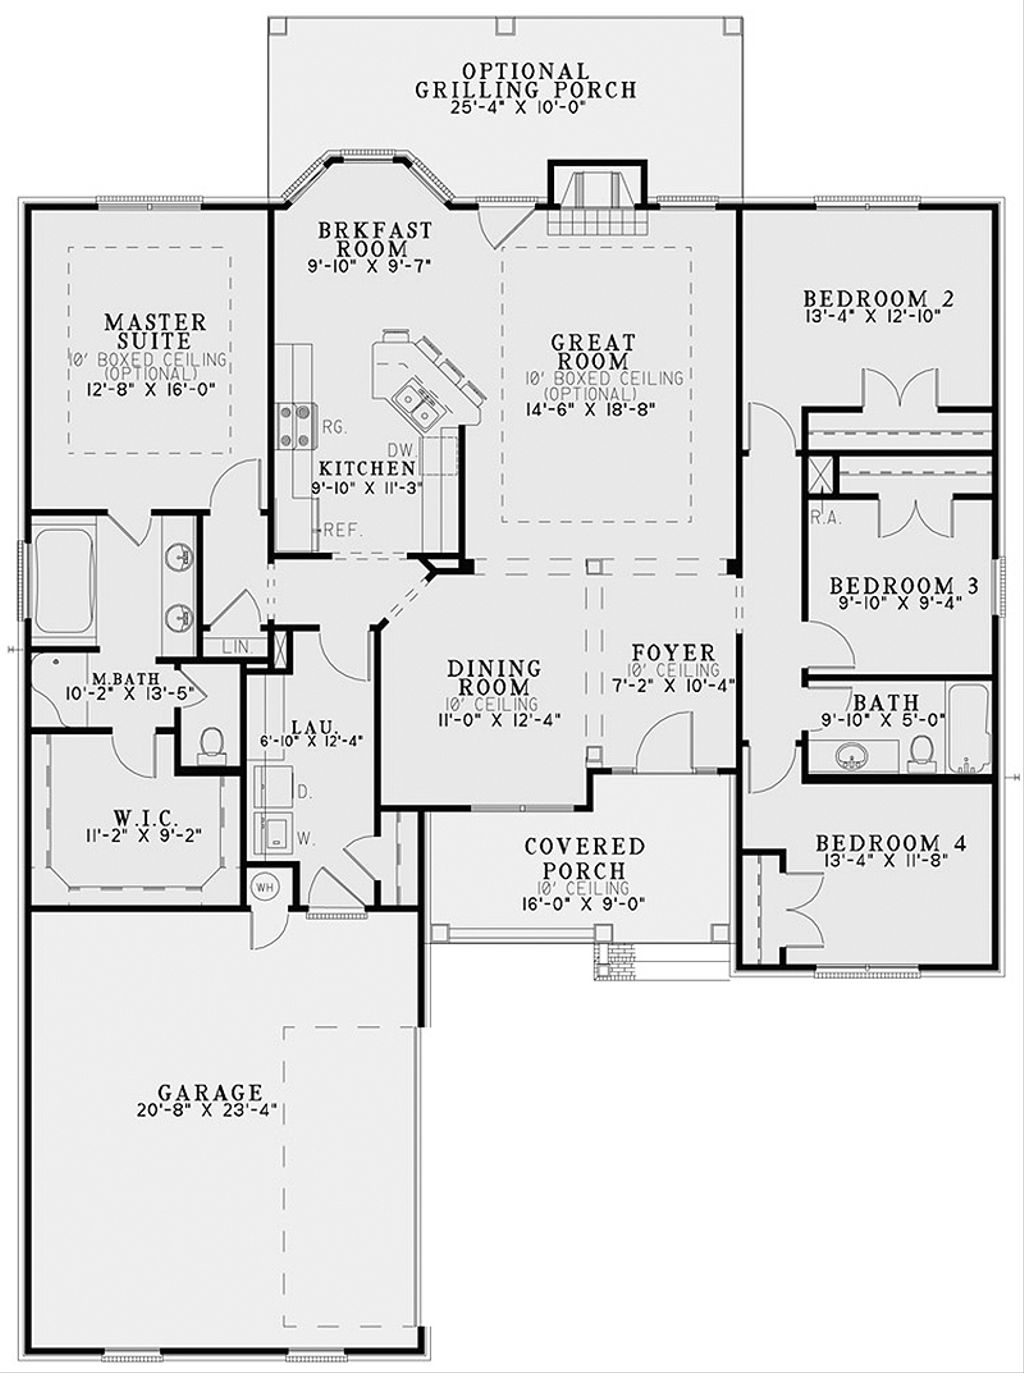 OPTIONAL
GRILLING PORCH
25'-4" X 10'-0"
BRKFAST
ROOM
9'-10" X 9'-7"
MASTER
SUITE
10' BOXED CEILING
(OPTIONAL)
12'-8" X 16'-0"
GREAT
ROOM
10' BOXED CEILING
(OPTIONAL)
14'-6" X 18'-8"
BEDROOM 2
13'-4" X 12'-10"
RG.
DW.
KITCHEN
9'-10" X 11'-3"
REF.
R.A.
BEDROOM 3
9'-10" X 9'-4"
LIN.
M.BATH
10'-2" X 13'-5"
DINING
ROOM
10' CEILING
11'-0" X 12'-4"
FOYER
10' CEILING
7'-2" X 10'-4"
BATH
9'-10" X 5'-0"
LAU.
6'-10" X 12'-4"
D.
W.
W.I.C.
11'-2" X 9'-2"
WH
COVERED
PORCH
10' CEILING
16'-0" X 9'-0"
BEDROOM 4
13'-4" X 11'-8"
GARAGE
20'-8" X 23'-4"